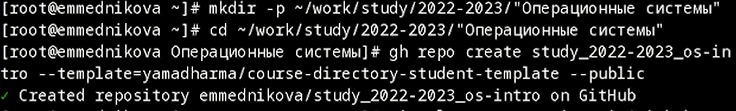 [root@emmednikova ~]# mkdir -p ~/work/study/2022-2023/"Операционные системы"
[root@emmednikova ~]# cd ~/work/study/2022-2023/"Операционные системы"
[root@emmednikova Операционные системы]# gh repo create study_2022-2023_os-in
tro --template=yamadharma/course-directory-student-template --public
✓ Created repository emmednikova/study_2022-2023_os-intro on GitHub